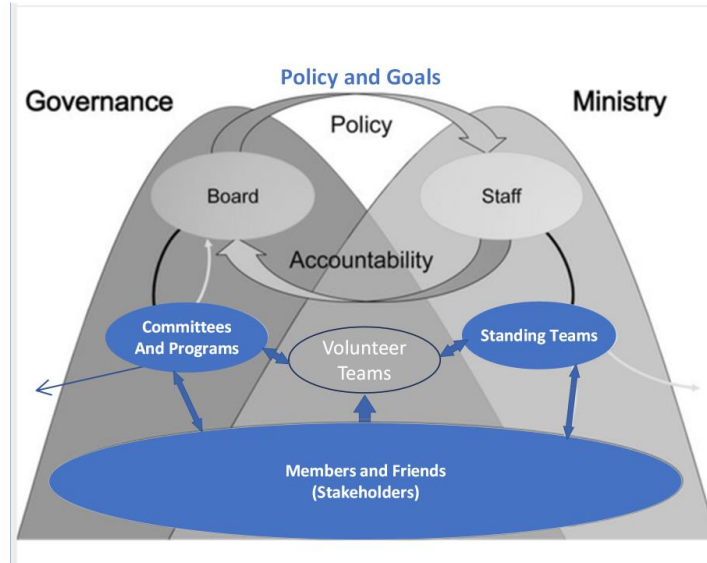 Policy and Goals
Governance
Ministry
Policy
Board
Staff
Accountability
Committees
And Programs
Volunteer
Teams
Standing Teams
Members and Friends
(Stakeholders)